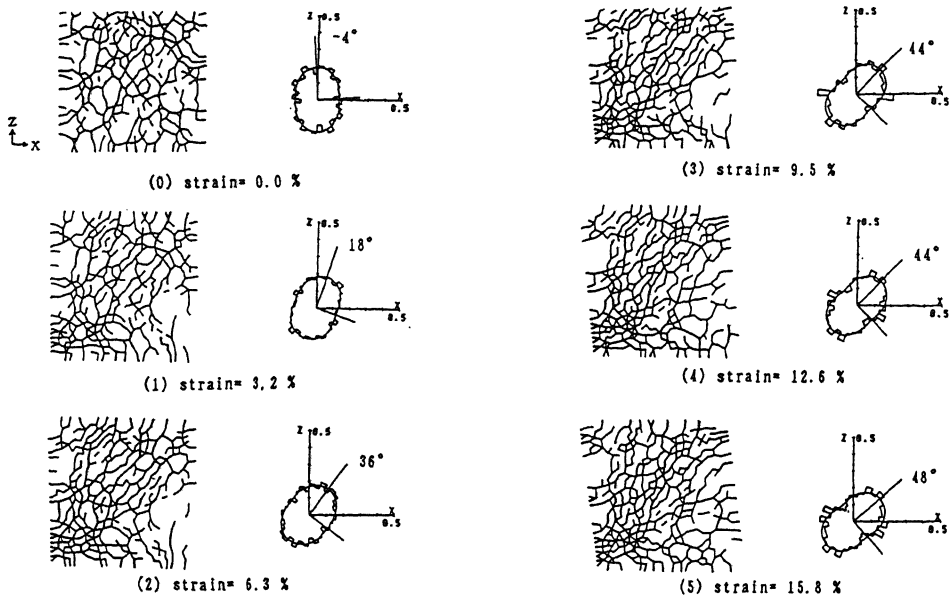 Z 0.5
-4°
X
0.5
Z
X
(0) strain= 0.0 %
Z 0.5
18°
X
0.5
(1) strain= 3.2 %
Z 0.5
36°
X
0.5
(2) strain= 6.3 %
Z 0.5
44°
X
0.5
(3) strain= 9.5 %
Z 0.5
44°
X
0.5
(4) strain= 12.6 %
Z 0.5
48°
X
0.5
(5) strain= 15.8 %